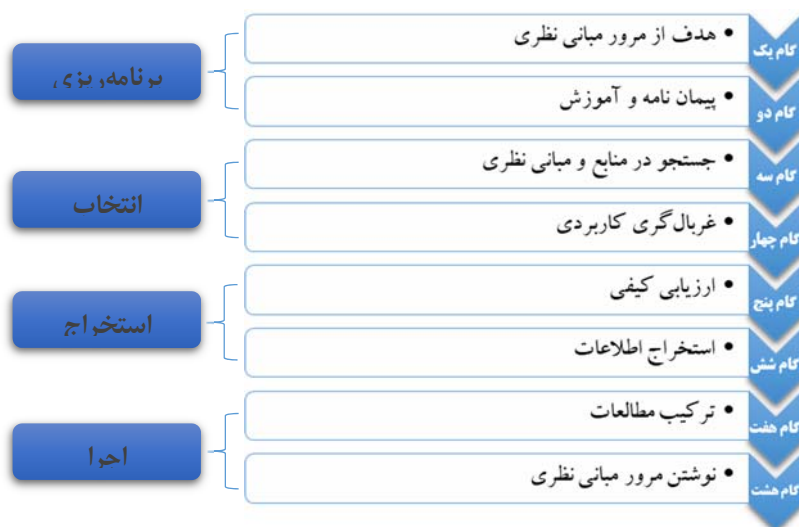 برنامه‌ریزی
گام یک
• هدف از مرور مبانی نظری
گام دو
• پیمان نامه و آموزش
انتخاب
گام سه
• جستجو در منابع و مبانی نظری
گام چهار
• غربال‌گری کاربردی
استخراج
گام پنج
• ارزیابی کیفی
گام شش
• استخراج اطلاعات
اجرا
گام هفت
• ترکیب مطالعات
گام هشت
• نوشتن مرور مبانی نظری